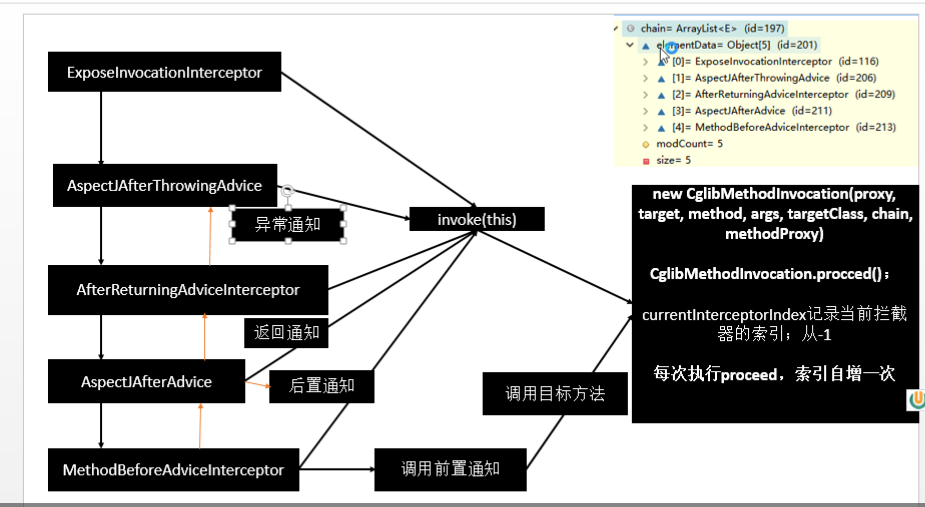 chain= ArrayList<E> (id=197)
elementData= Object[5] (id=201)
[0]= ExposeInvocationInterceptor (id=116)
[1]= AspectJAfterThrowingAdvice (id=206)
[2]= AfterReturningAdviceInterceptor (id=209)
[3]= AspectJAfterAdvice (id=211)
[4]= MethodBeforeAdviceInterceptor (id=213)
modCount= 5
size= 5
ExposeInvocationInterceptor
AspectJAfterThrowingAdvice
异常通知
invoke(this)
AfterReturningAdviceInterceptor
返回通知
AspectJAfterAdvice
后置通知
MethodBeforeAdviceInterceptor
调用前置通知
调用目标方法
new CglibMethodInvocation(proxy,
target, method, args, targetClass, chain,
methodProxy)
CglibMethodInvocation.procced();
currentInterceptorIndex记录当前拦截
器的索引；从-1
每次执行proceed，索引自增一次